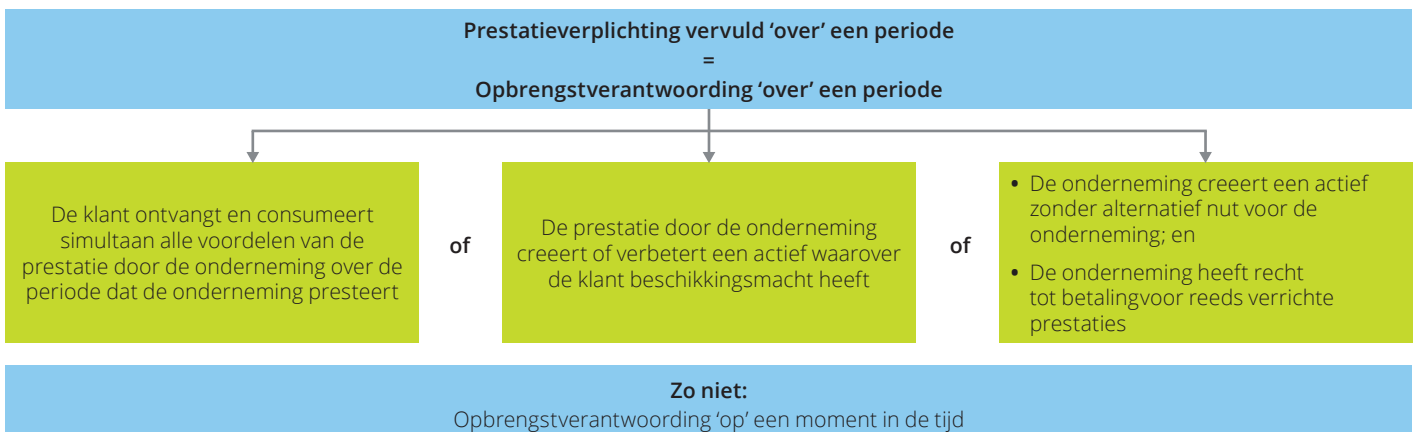 Prestatieverplichting vervuld ‘over’ een periode
=
Opbrengstverantwoording ‘over’ een periode
De klant ontvangt en consumeert
simultaan alle voordelen van de
prestatie door de onderneming over de
periode dat de onderneming presteert
of
De prestatie door de onderneming
creeert of verbetert een actief waarover
de klant beschikkingsmacht heeft
of
• De onderneming creeert een actief
zonder alternatief nut voor de
onderneming; en
• De onderneming heeft recht
tot betalingvoor reeds verrichte
prestaties
Zo niet:
Opbrengstverantwoording ‘op’ een moment in de tijd